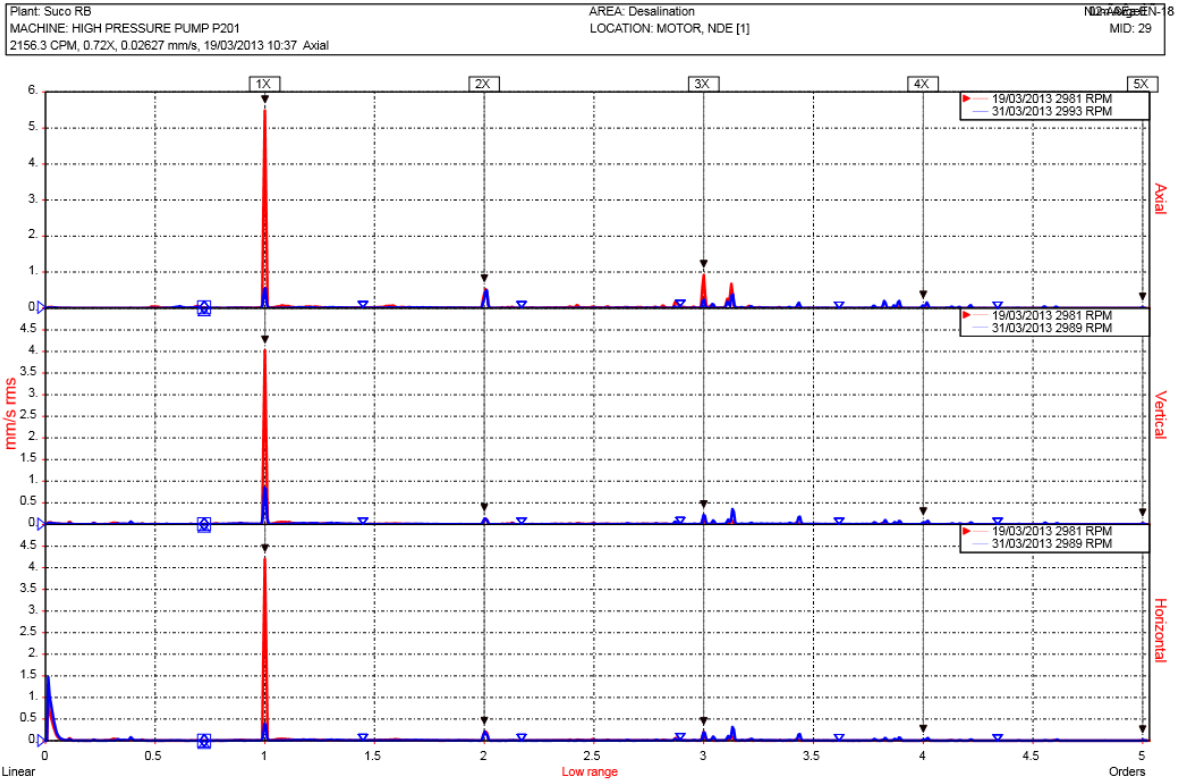 Plant: Suco RB AREA: Desalination
MACHINE: HIGH PRESSURE PUMP P201 LOCATION: MOTOR, NDE [1] MID: 29
2156.3 CPM, 0.72X, 0.02627 mm/s, 19/03/2013 10:37 Axial
1X 2X 3X 4X 5X
6.
19/03/2013 2981 RPM
31/03/2013 2993 RPM
5.
4.
3.
2.
1.
0
Axial
19/03/2013 2981 RPM
31/03/2013 2989 RPM
4.5
4.
3.5
3.
2.5
2.
1.5
1.
0.5
0
mm/s rms
Vertical
19/03/2013 2981 RPM
31/03/2013 2989 RPM
4.5
4.
3.5
3.
2.5
2.
1.5
1.
0.5
0
Horizontal
0 0.5 1 1.5 2 2.5 3 3.5 4 4.5 5
Linear Low range Orders